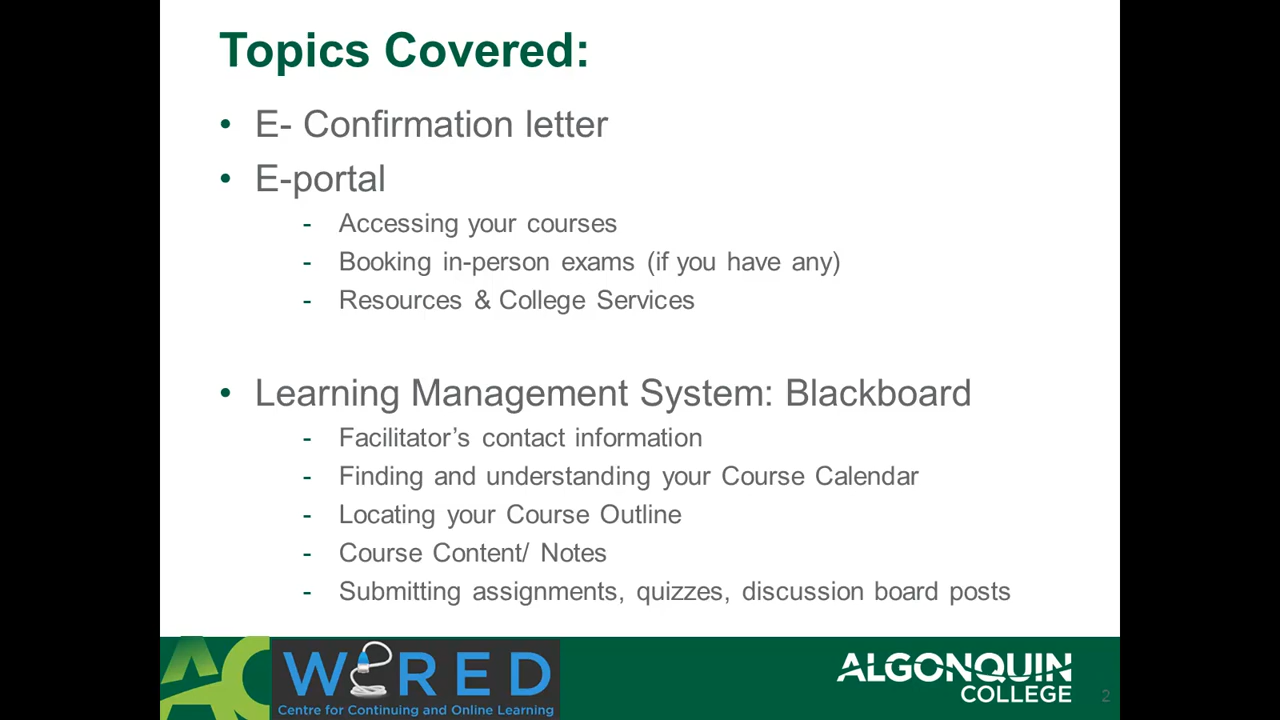 Topics Covered:
• E- Confirmation letter
• E-portal
- Accessing your courses
- Booking in-person exams (if you have any)
- Resources & College Services
• Learning Management System: Blackboard
- Facilitator's contact information
- Finding and understanding your Course Calendar
- Locating your Course Outline
- Course Content/ Notes
- Submitting assignments, quizzes, discussion board posts
AC
WiRED
Centre for Continuing and Online Learning
ALGONQUIN
COLLEGE
2